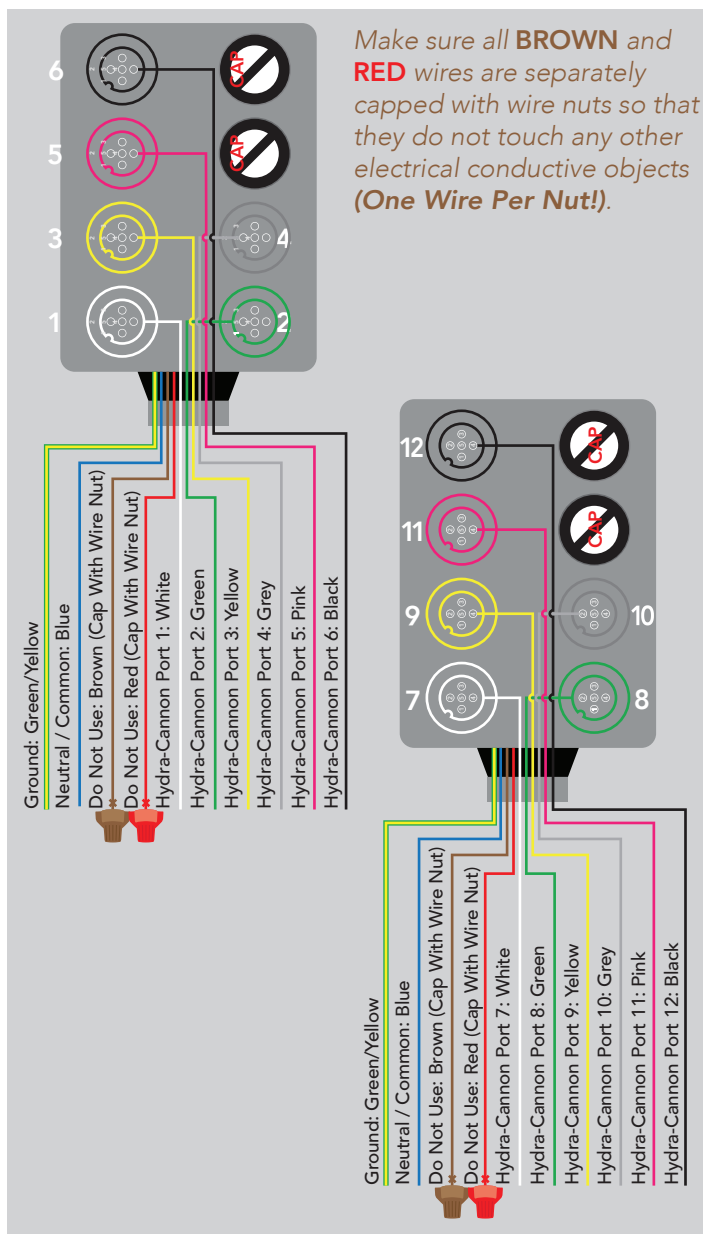 Make sure all BROWN and
RED wires are separately
capped with wire nuts so that
they do not touch any other
electrical conductive objects
(One Wire Per Nut!).
6
CAP
5
CAP
3
4
1
2
Ground: Green/Yellow
Neutral / Common: Blue
Do Not Use: Brown (Cap With Wire Nut)
Do Not Use: Red (Cap With Wire Nut)
Hydra-Cannon Port 1: White
Hydra-Cannon Port 2: Green
Hydra-Cannon Port 3: Yellow
Hydra-Cannon Port 4: Grey
Hydra-Cannon Port 5: Pink
Hydra-Cannon Port 6: Black
12
CAP
11
CAP
9
10
7
8
Ground: Green/Yellow
Neutral / Common: Blue
Do Not Use: Brown (Cap With Wire Nut)
Do Not Use: Red (Cap With Wire Nut)
Hydra-Cannon Port 7: White
Hydra-Cannon Port 8: Green
Hydra-Cannon Port 9: Yellow
Hydra-Cannon Port 10: Grey
Hydra-Cannon Port 11: Pink
Hydra-Cannon Port 12: Black